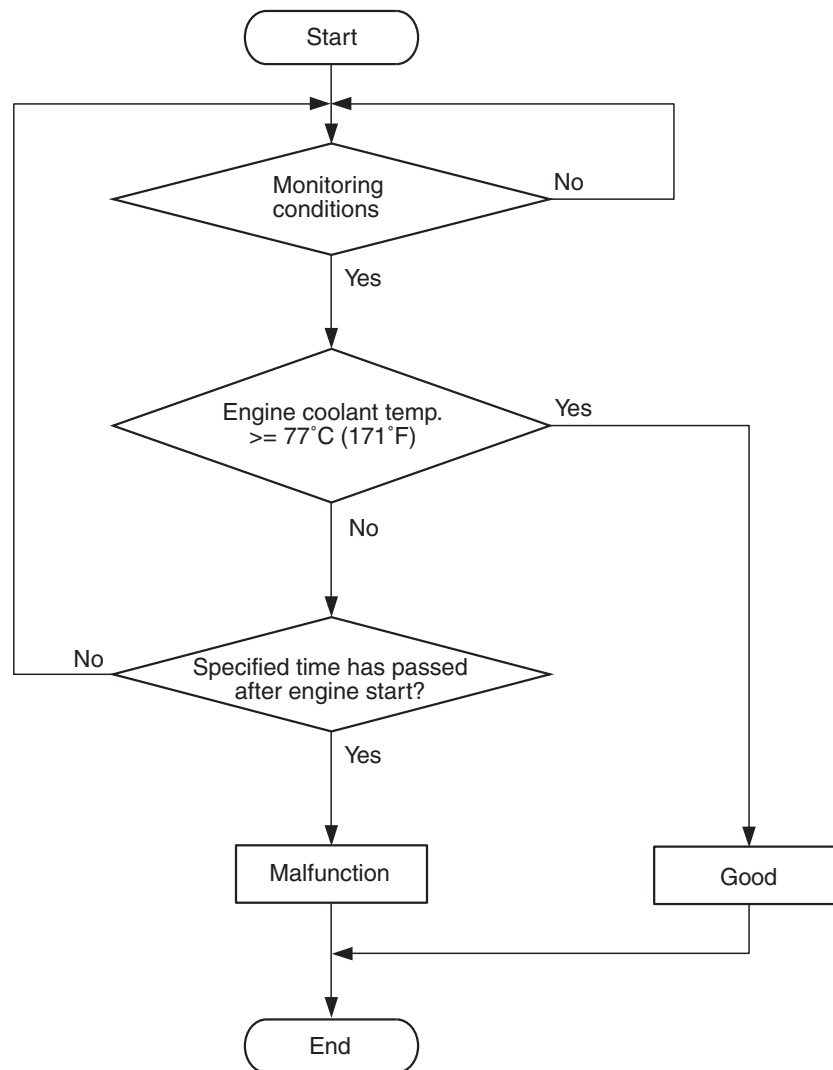 Start
Monitoring
conditions
No
Yes
Engine coolant temp.
>= 77˚C (171˚F)
Yes
No
No
Specified time has passed
after engine start?
Yes
Malfunction
Good
End